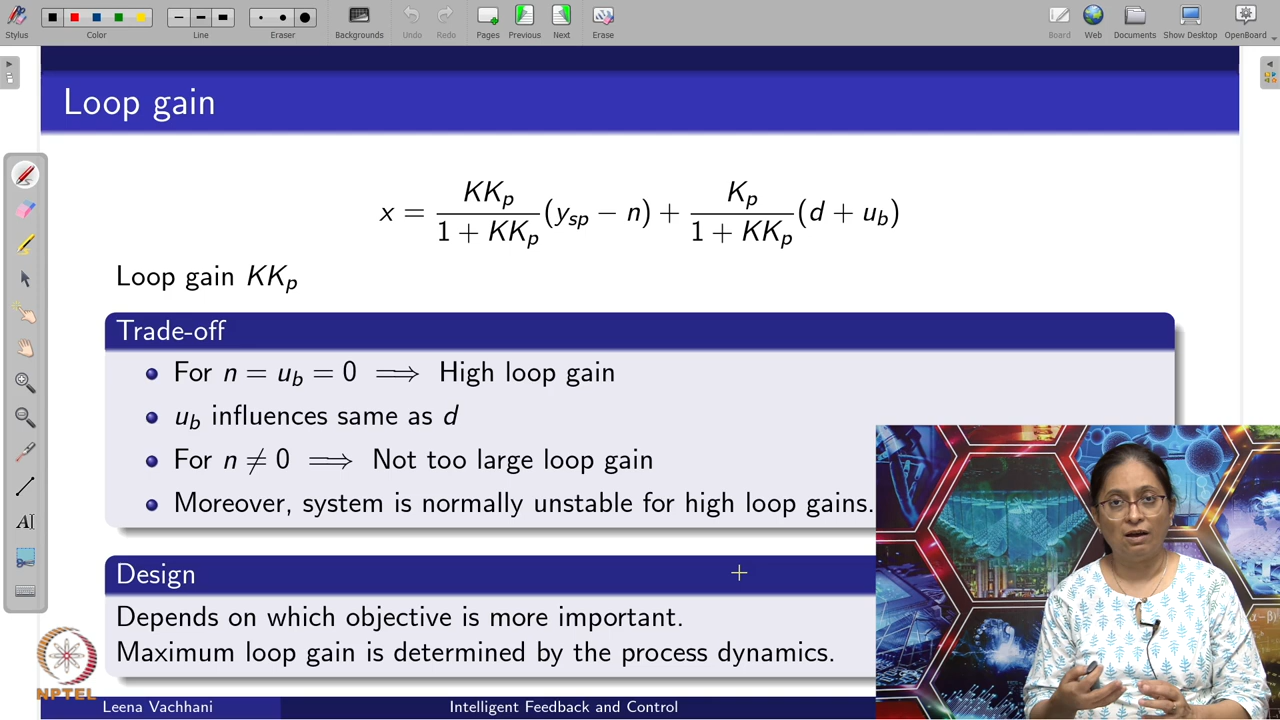 Stylus
Color
Line
Eraser
Backgrounds
Undo
Redo
Pages
Previous
Next
Erase
Board
Web
Documents
Show Desktop
OpenBoard
Loop gain
x = KK_p / (1 + KK_p) (y_sp − n) + K_p / (1 + KK_p) (d + u_b)
Loop gain KK_p
Trade-off
For n = u_b = 0 ⟹ High loop gain
u_b influences same as d
For n ≠ 0 ⟹ Not too large loop gain
Moreover, system is normally unstable for high loop gains.
Design
Depends on which objective is more important.
Maximum loop gain is determined by the process dynamics.
NPTEL
Leena Vachhani
Intelligent Feedback and Control